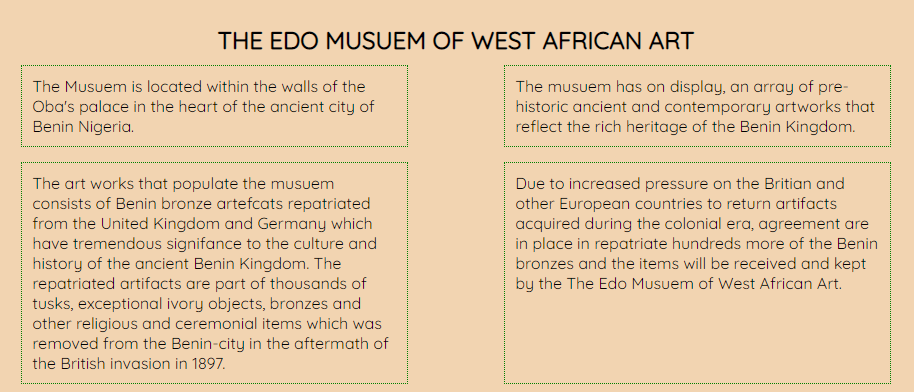 THE EDO MUSUEM OF WEST AFRICAN ART
The Musuem is located within the walls of the
Oba's palace in the heart of the ancient city of
Benin Nigeria.
The musuem has on display, an array of pre-
historic ancient and contemporary artworks that
reflect the rich heritage of the Benin Kingdom.
The art works that populate the musuem
consists of Benin bronze artefcats repatriated
from the United Kingdom and Germany which
have tremendous signifance to the culture and
history of the ancient Benin Kingdom. The
repatriated artifacts are part of thousands of
tusks, exceptional ivory objects, bronzes and
other religious and ceremonial items which was
removed from the Benin-city in the aftermath of
the British invasion in 1897.
Due to increased pressure on the Britian and
other European countries to return artifacts
acquired during the colonial era, agreement are
in place in repatriate hundreds more of the Benin
bronzes and the items will be received and kept
by the The Edo Musuem of West African Art.